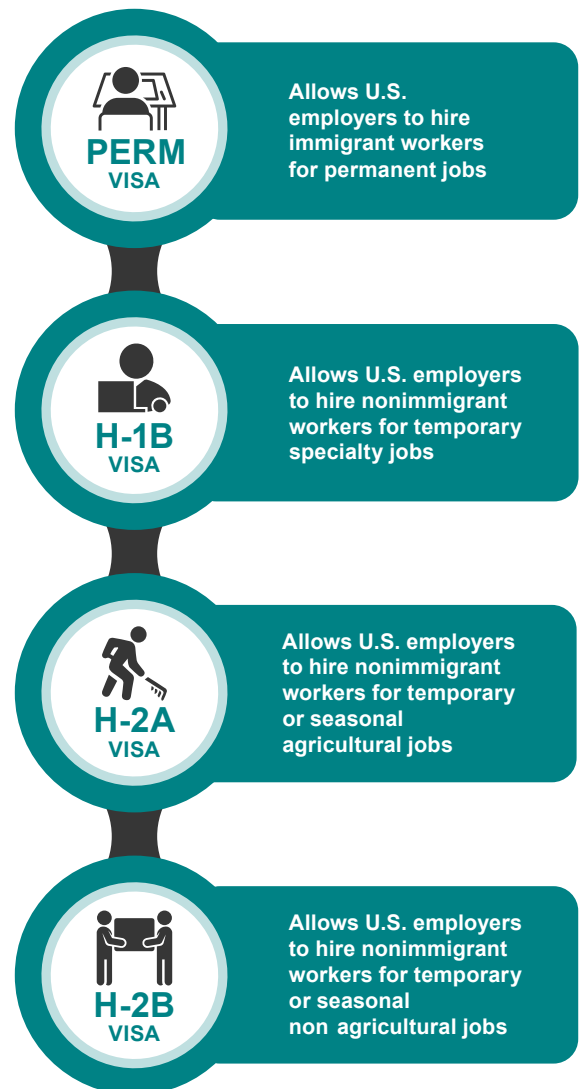 PERM
VISA
Allows U.S.
employers to hire
immigrant workers
for permanent jobs
H-1B
VISA
Allows U.S. employers
to hire nonimmigrant
workers for temporary
specialty jobs
H-2A
VISA
Allows U.S. employers
to hire nonimmigrant
workers for temporary
or seasonal
agricultural jobs
H-2B
VISA
Allows U.S. employers
to hire nonimmigrant
workers for temporary
or seasonal
non agricultural jobs